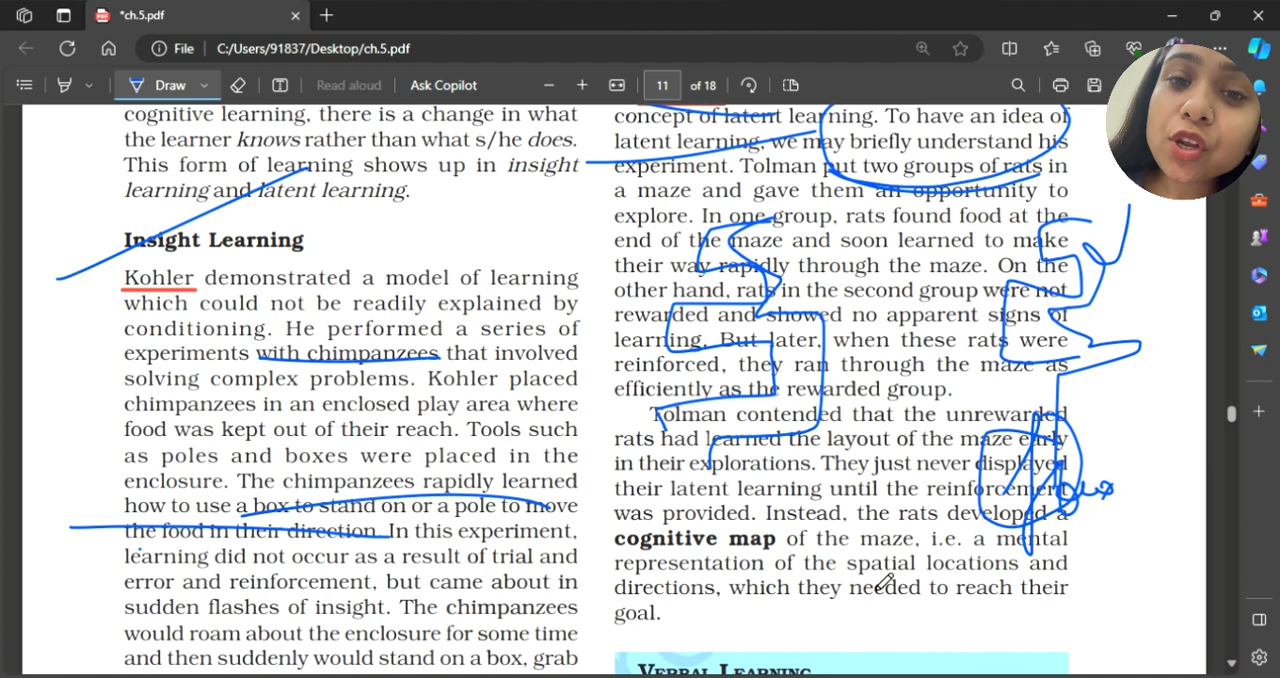 *ch.5.pdf
File
C:/Users/91837/Desktop/ch.5.pdf
Draw
Read aloud
Ask Copilot
11 of 18
cognitive learning, there is a change in what
the learner knows rather than what s/he does.
This form of learning shows up in insight
learning and latent learning.
Insight Learning
Kohler demonstrated a model of learning
which could not be readily explained by
conditioning. He performed a series of
experiments with chimpanzees that involved
solving complex problems. Kohler placed
chimpanzees in an enclosed play area where
food was kept out of their reach. Tools such
as poles and boxes were placed in the
enclosure. The chimpanzees rapidly learned
how to use a box to stand on or a pole to move
the food in their direction. In this experiment,
learning did not occur as a result of trial and
error and reinforcement, but came about in
sudden flashes of insight. The chimpanzees
would roam about the enclosure for some time
and then suddenly would stand on a box, grab
concept of latent learning. To have an idea of
latent learning, we may briefly understand his
experiment. Tolman put two groups of rats in
a maze and gave them an opportunity to
explore. In one group, rats found food at the
end of the maze and soon learned to make
their way rapidly through the maze. On the
other hand, rats in the second group were not
rewarded and showed no apparent signs of
learning. But later, when these rats were
reinforced, they ran through the maze as
efficiently as the rewarded group.
Tolman contended that the unrewarded
rats had learned the layout of the maze early
in their explorations. They just never displayed
their latent learning until the reinforcement
was provided. Instead, the rats developed a
cognitive map of the maze, i.e. a mental
representation of the spatial locations and
directions, which they needed to reach their
goal.
VERBAL LEARNING